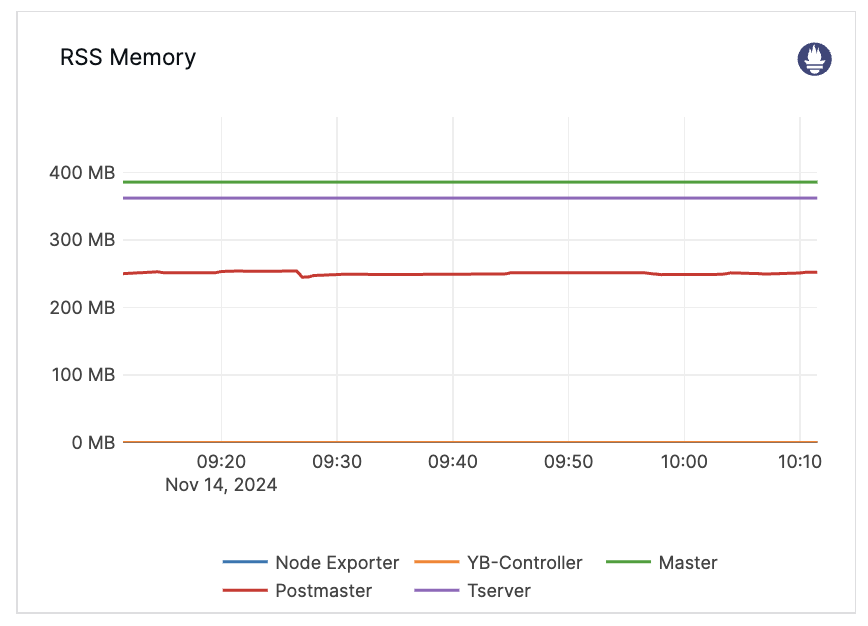 RSS Memory
400 MB
300 MB
200 MB
100 MB
0 MB
09:20 09:30 09:40 09:50 10:00 10:10
Nov 14, 2024
Node Exporter YB-Controller Master
Postmaster Tserver